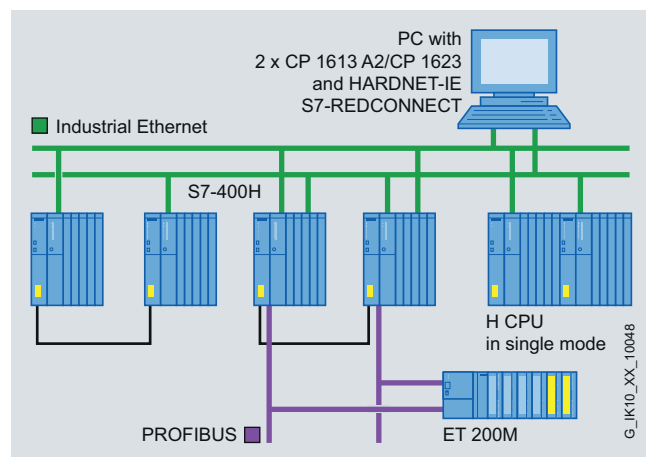 PC with
2 x CP 1613 A2/CP 1623
and HARDNET-IE
S7-REDCONNECT
Industrial Ethernet
S7-400H
H CPU
in single mode
PROFIBUS
ET 200M
G_IK10_XX_10048